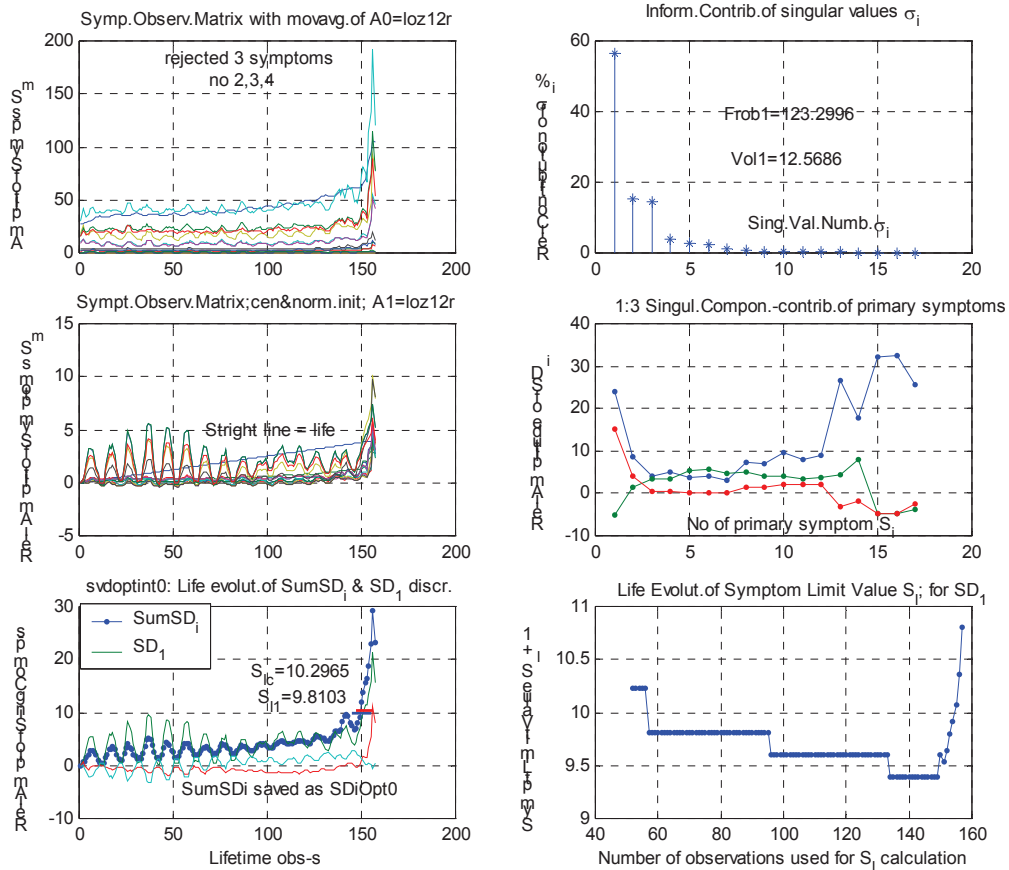 Symp.Observ.Matrix with movavg.of A0=loz12r
rejected 3 symptoms
no 2,3,4
200
150
100
50
0
0 50 100 150 200
Inform.Contrib.of singular values σi
Frob1=123.2996
Vol1=12.5686
Sing.Val.Numb.σi
60
40
20
0
0 5 10 15 20
Sympt.Observ.Matrix;cen&norm.init; A1=loz12r
Stright line = life
15
10
5
0
-5
0 50 100 150 200
1:3 Singul.Compon.-contrib.of primary symptoms
No of primary symptom Si
40
30
20
10
0
-10
0 5 10 15 20
svdoptint0: Life evolut.of SumSDi & SD1 discr.
SumSDi
SD1
Slc=10.2965
Sl1=9.8103
SumSDi saved as SDiOpt0
30
20
10
0
-10
0 50 100 150 200
Lifetime obs-s
Life Evolut.of Symptom Limit Value Sl; for SD1
11
10.5
10
9.5
9
40 60 80 100 120 140 160
Number of observations used for Sl calculation